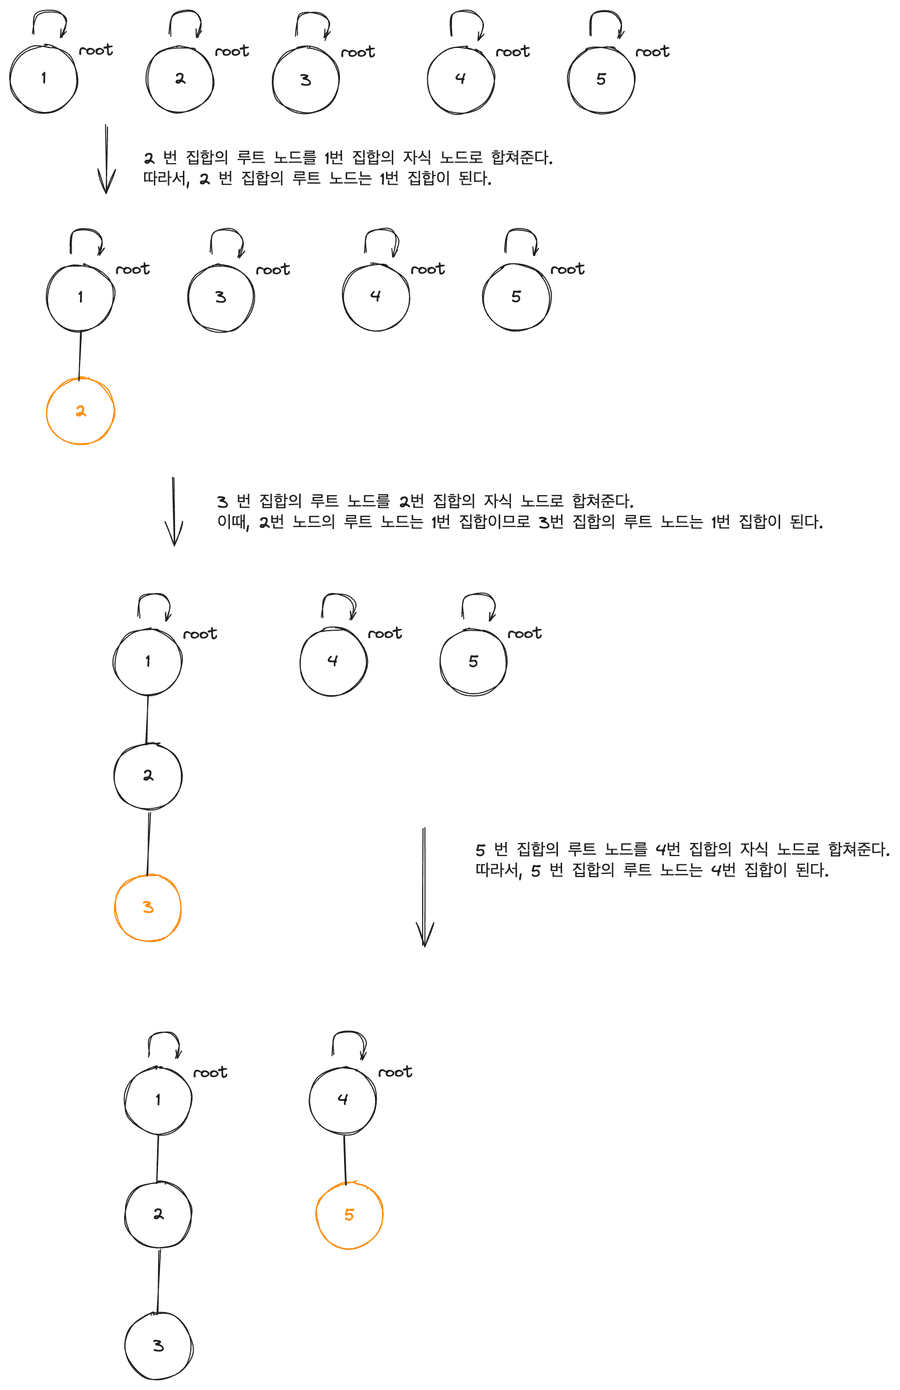 root root root root root
1 2 3 4 5
2 번 집합의 루트 노드를 1번 집합의 자식 노드로 합쳐준다.
따라서, 2 번 집합의 루트 노드는 1번 집합이 된다.
root root root root
1 3 4 5
2
3 번 집합의 루트 노드를 2번 집합의 자식 노드로 합쳐준다.
이때, 2번 노드의 루트 노드는 1번 집합이므로 3번 집합의 루트 노드는 1번 집합이 된다.
root root root
1 4 5
2
3
5 번 집합의 루트 노드를 4번 집합의 자식 노드로 합쳐준다.
따라서, 5 번 집합의 루트 노드는 4번 집합이 된다.
root root
1 4
2 5
3